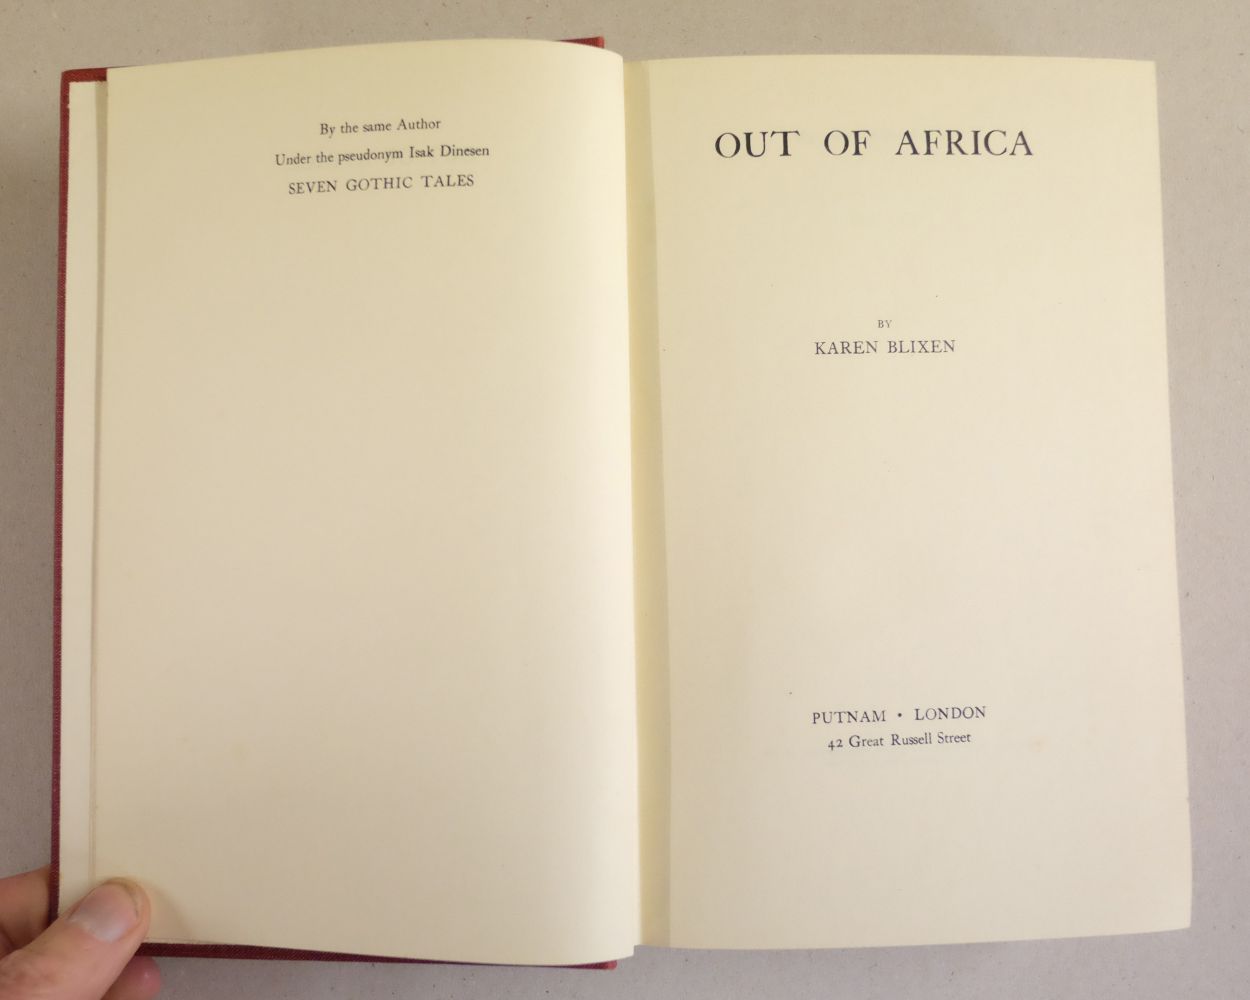 By the same Author
Under the pseudonym Isak Dinesen
SEVEN GOTHIC TALES
OUT OF AFRICA
BY
KAREN BLIXEN
PUTNAM • LONDON
42 Great Russell Street